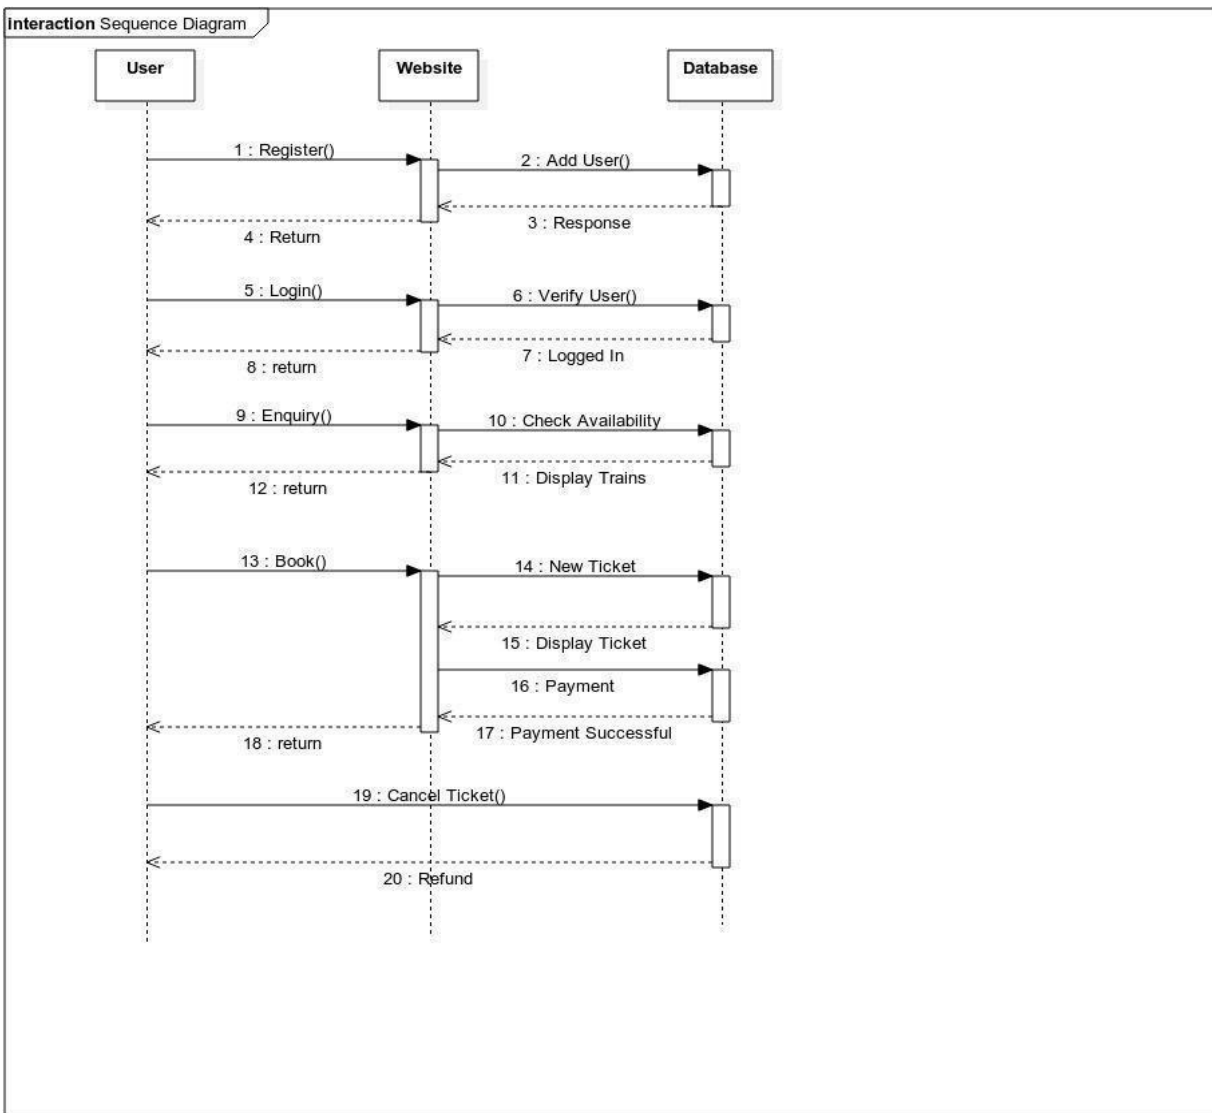 interaction Sequence Diagram
User
Website
Database
1 : Register()
2 : Add User()
3 : Response
4 : Return
5 : Login()
6 : Verify User()
7 : Logged In
8 : return
9 : Enquiry()
10 : Check Availability
11 : Display Trains
12 : return
13 : Book()
14 : New Ticket
15 : Display Ticket
16 : Payment
17 : Payment Successful
18 : return
19 : Cancel Ticket()
20 : Refund